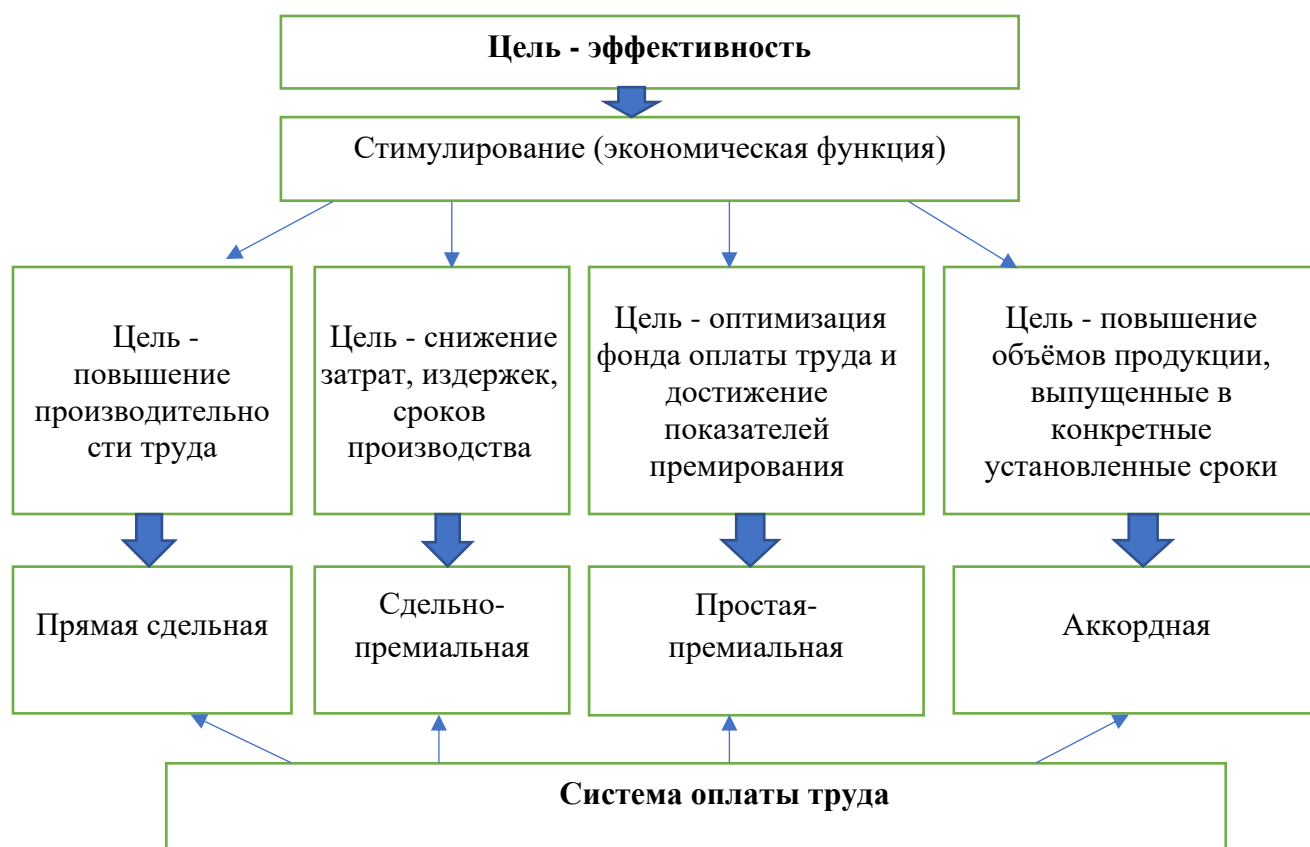 Цель - эффективность
Стимулирование (экономическая функция)
Цель -
повышение
производительно
сти труда
Цель - снижение
затрат, издержек,
сроков
производства
Цель - оптимизация
фонда оплаты труда и
достижение
показателей
премирования
Цель - повышение
объёмов продукции,
выпущенные в
конкретные
установленные сроки
Прямая сдельная
Сдельно-
премиальная
Простая-
премиальная
Аккордная
Система оплаты труда